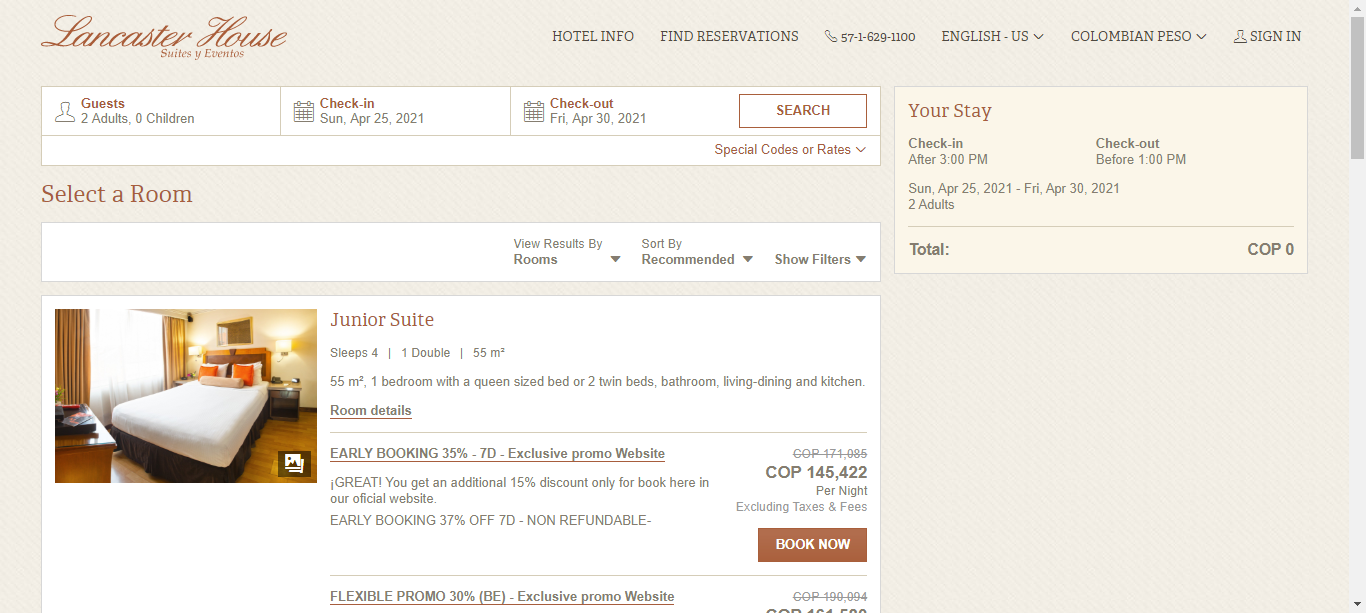 Lancaster House
Suites y Eventos
HOTEL INFO
FIND RESERVATIONS
57-1-629-1100
ENGLISH - US
COLOMBIAN PESO
SIGN IN
Guests
2 Adults, 0 Children
Check-in
Sun, Apr 25, 2021
Check-out
Fri, Apr 30, 2021
SEARCH
Special Codes or Rates
Your Stay
Check-in
After 3:00 PM
Check-out
Before 1:00 PM
Sun, Apr 25, 2021 - Fri, Apr 30, 2021
2 Adults
Total: COP 0
Select a Room
View Results By
Rooms
Sort By
Recommended
Show Filters
Junior Suite
Sleeps 4 | 1 Double | 55 m²
55 m², 1 bedroom with a queen sized bed or 2 twin beds, bathroom, living-dining and kitchen.
Room details
EARLY BOOKING 35% - 7D - Exclusive promo Website
¡GREAT! You get an additional 15% discount only for book here in
our oficial website.
EARLY BOOKING 37% OFF 7D - NON REFUNDABLE-
COP 171,085
COP 145,422
Per Night
Excluding Taxes & Fees
BOOK NOW
FLEXIBLE PROMO 30% (BE) - Exclusive promo Website
COP 190,094